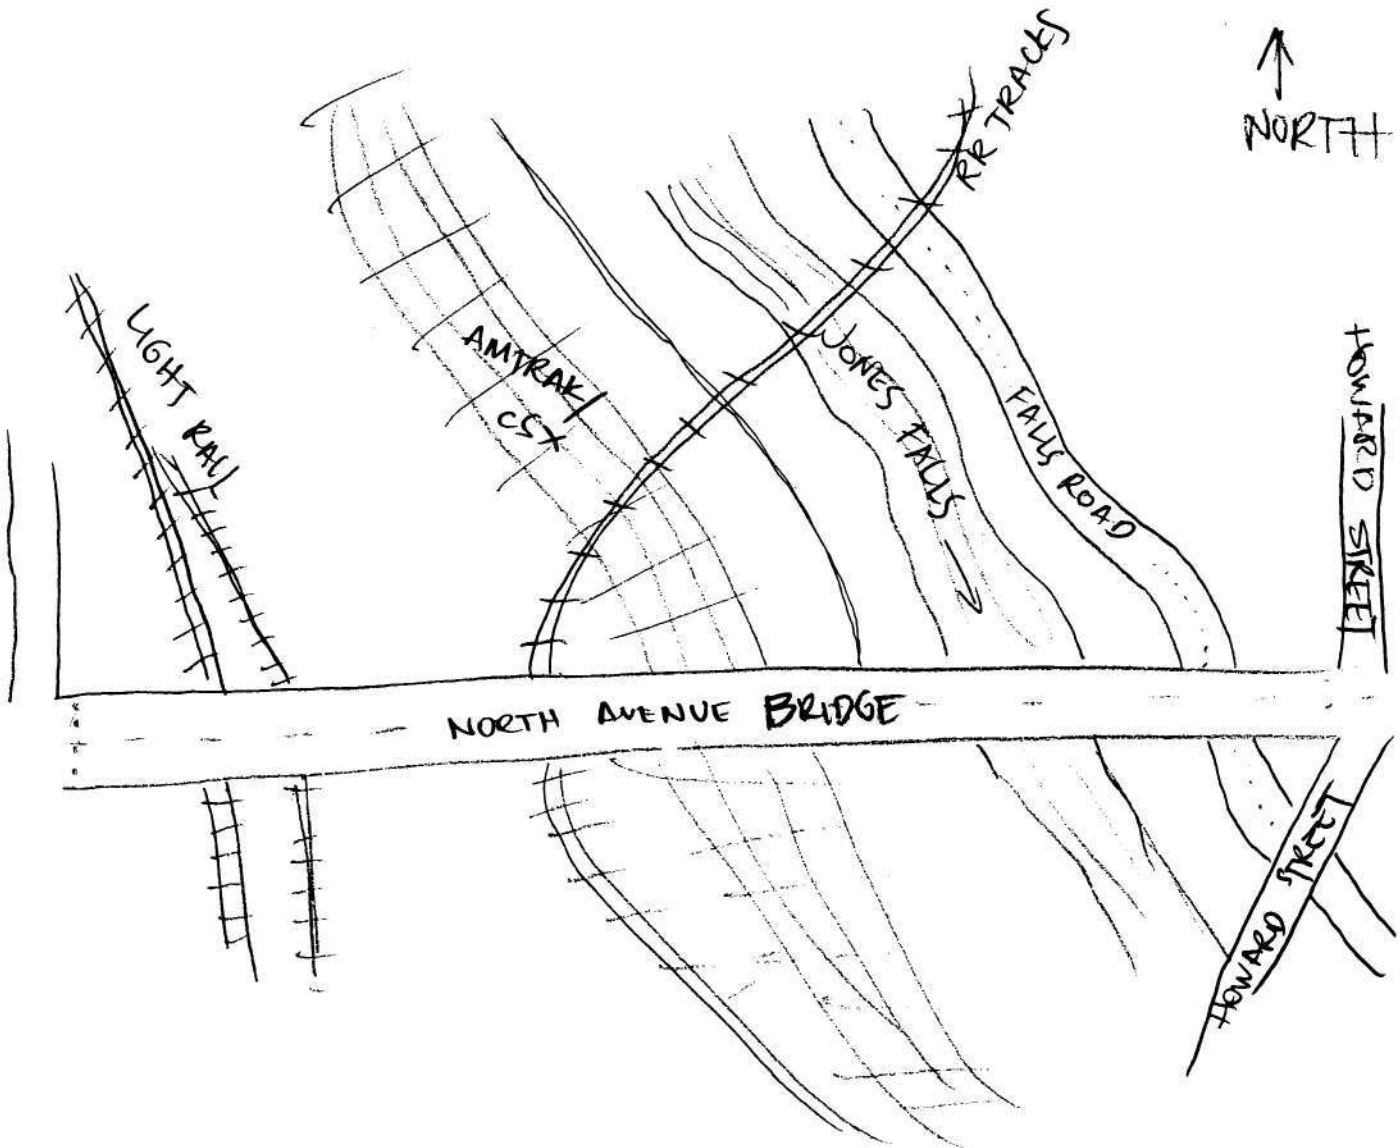 RR TRACKS
NORTH
LIGHT RAIL
AMTRAK/
CSX
JONES FALLS
FALLS ROAD
HOWARD STREET
NORTH AVENUE BRIDGE
HOWARD STREET